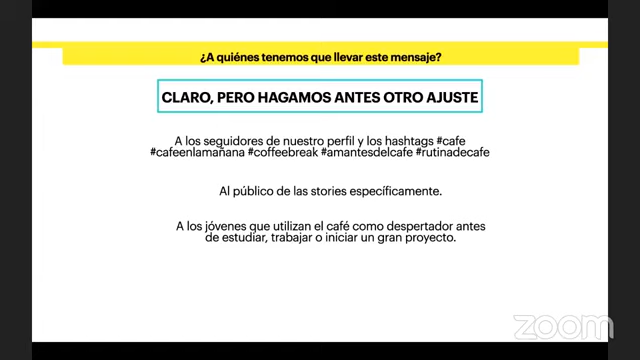 ¿A quiénes tenemos que llevar este mensaje?
CLARO, PERO HAGAMOS ANTES OTRO AJUSTE
A los seguidores de nuestro perfil y los hashtags #cafe
#cafeenlamañana #coffeebreak #amantesdelcafe #rutinadecafe
Al público de las stories específicamente.
A los jóvenes que utilizan el café como despertador antes
de estudiar, trabajar o iniciar un gran proyecto.
zoom